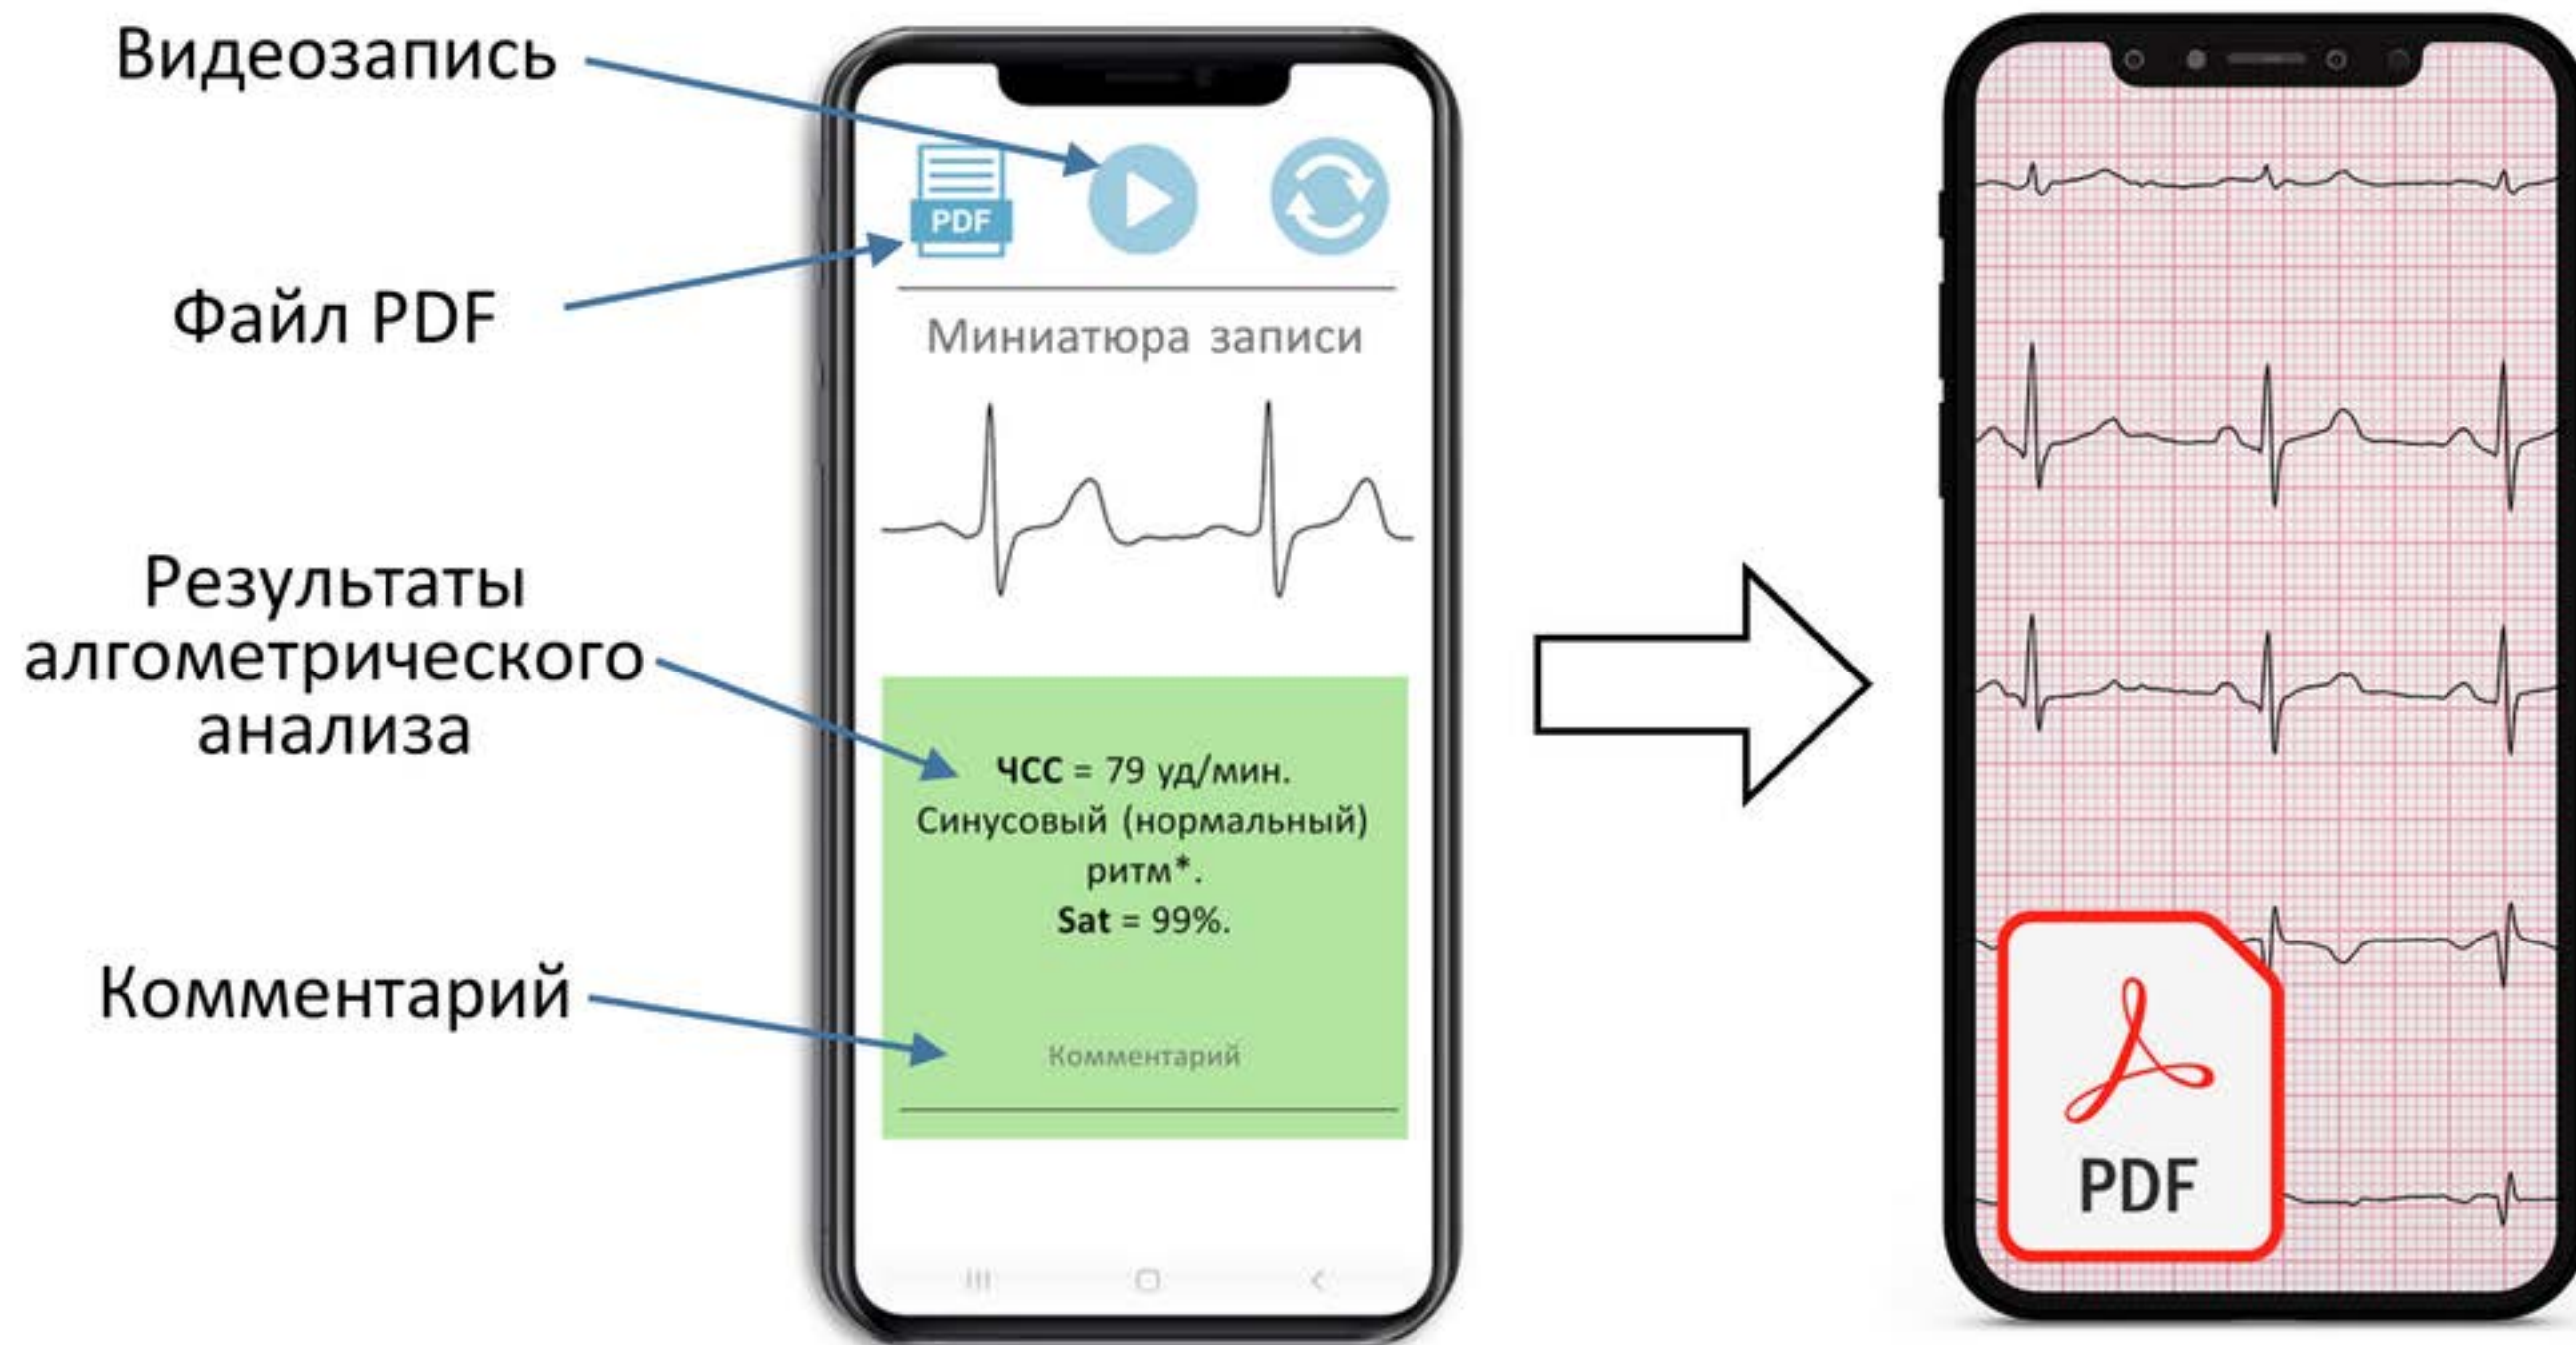 Видеозапись
Файл PDF
Результаты
алгометрического
анализа
Комментарий
PDF
Миниатюра записи
ЧСС = 79 уд/мин.
Синусовый (нормальный)
ритм*.
Sat = 99%.
Комментарий
PDF